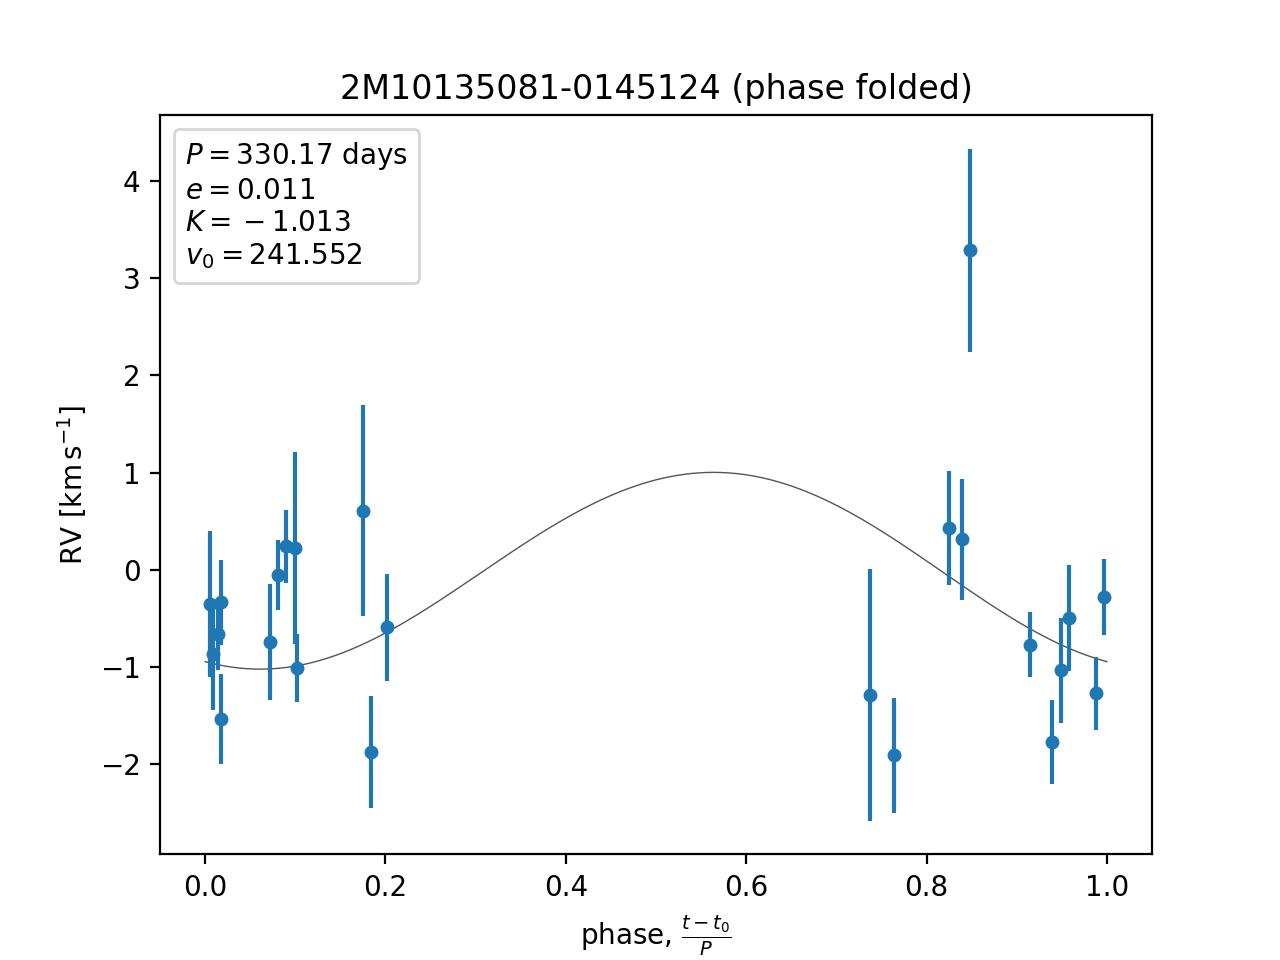 2M10135081-0145124 (phase folded)
P = 330.17 days
e = 0.011
K = −1.013
v₀ = 241.552
4
3
2
1
0
−1
−2
RV [km s⁻¹]
0.0 0.2 0.4 0.6 0.8 1.0
phase, (t − t₀)/P